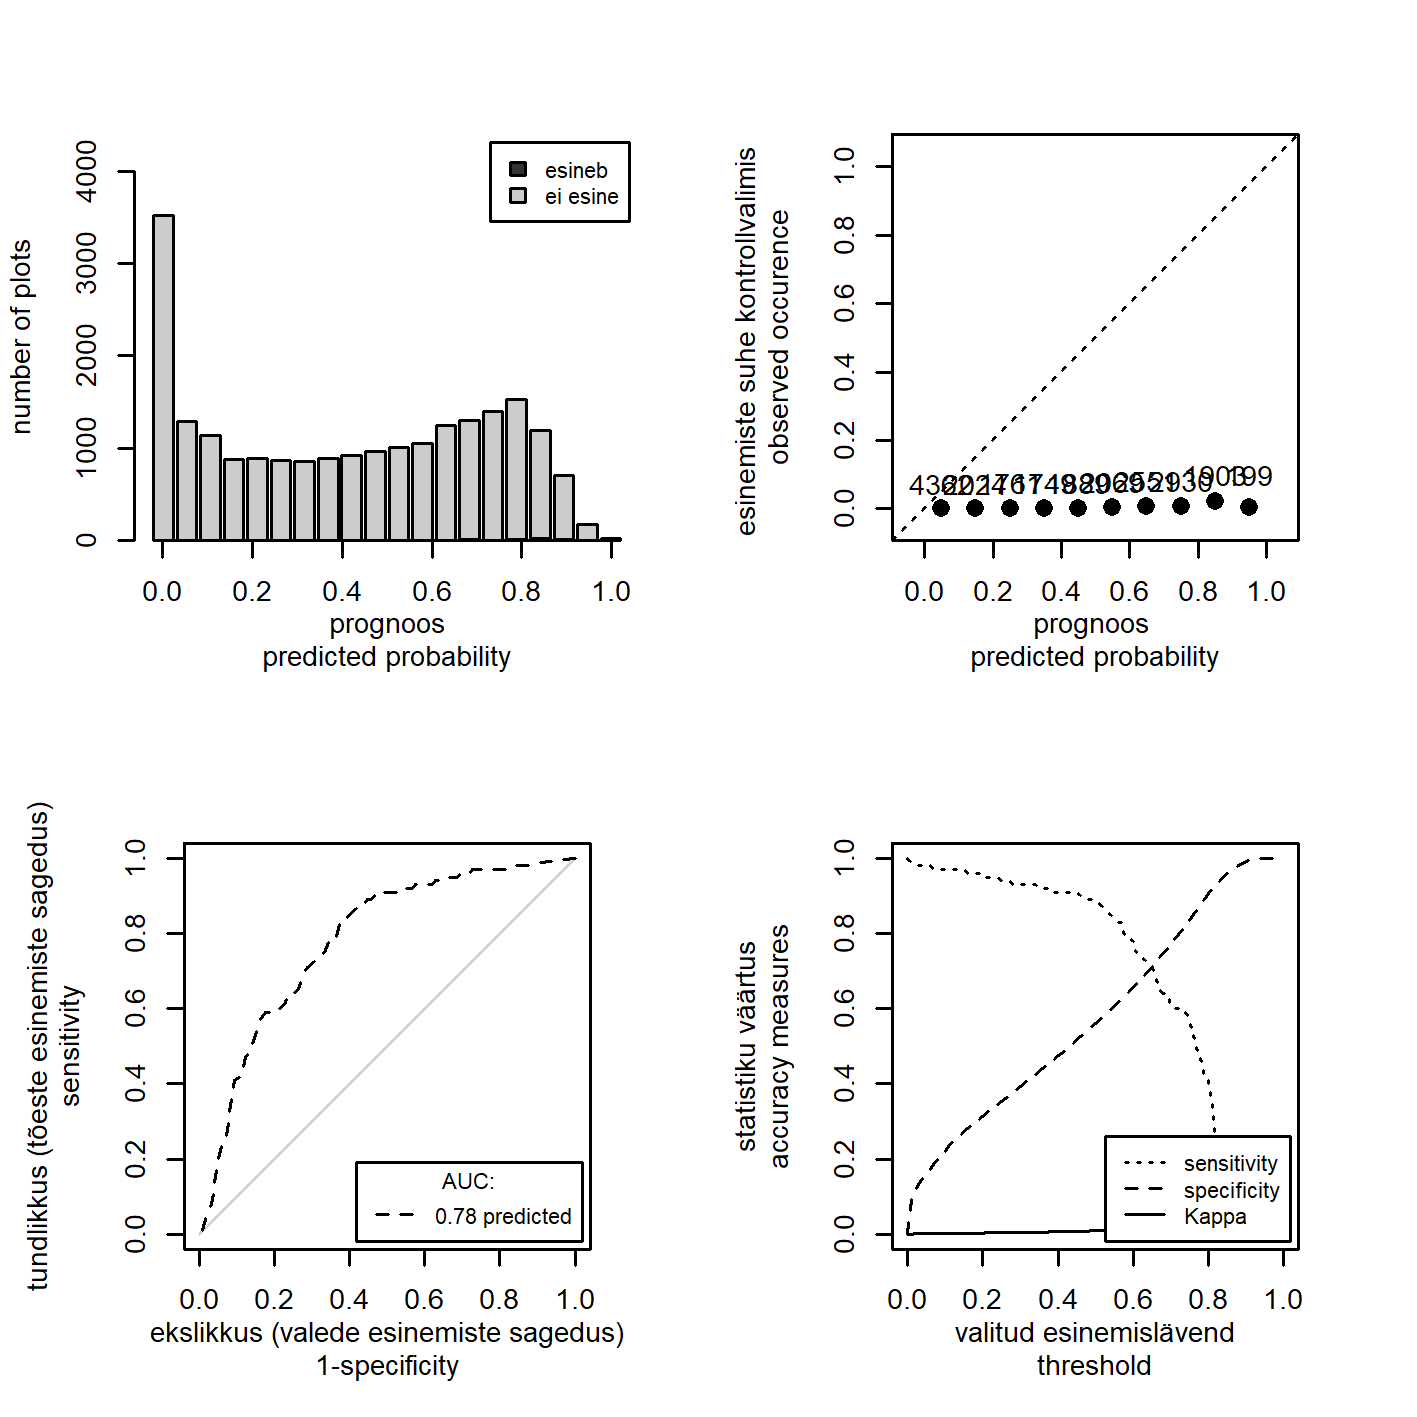 number of plots
4000
3000
2000
1000
0
esineb
ei esine
0.0 0.2 0.4 0.6 0.8 1.0
prognoos
predicted probability
esinemiste suhe kontrollvalimis
observed occurence
1.0
0.8
0.6
0.4
0.2
0.0
1903 199
0.0 0.2 0.4 0.6 0.8 1.0
prognoos
predicted probability
tundlikkus (tõeste esinemiste sagedus)
sensitivity
1.0
0.8
0.6
0.4
0.2
0.0
AUC:
0.78 predicted
0.0 0.2 0.4 0.6 0.8 1.0
ekslikkus (valede esinemiste sagedus)
1-specificity
statistiku väärtus
accuracy measures
1.0
0.8
0.6
0.4
0.2
0.0
sensitivity
specificity
Kappa
0.0 0.2 0.4 0.6 0.8 1.0
valitud esinemislävend
threshold